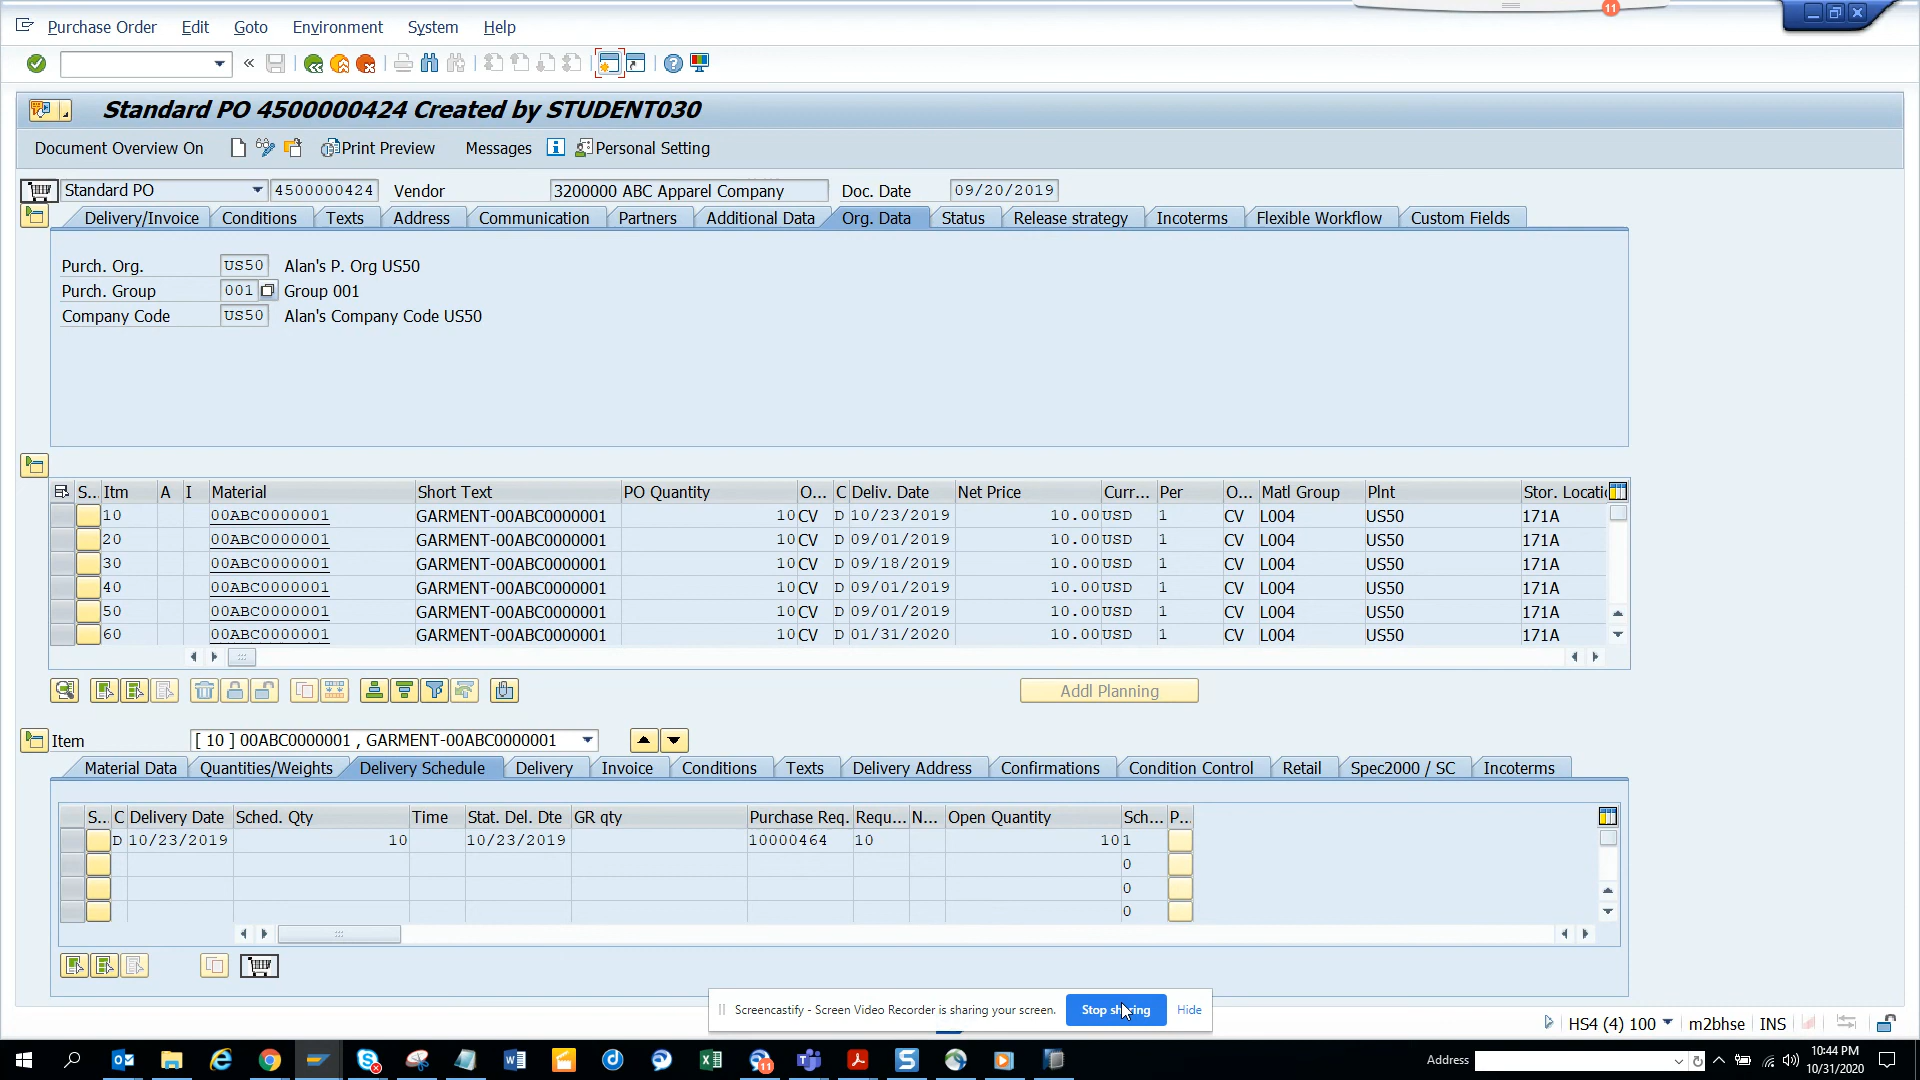 Purchase Order Edit Goto Environment System Help
11
Standard PO 4500000424 Created by STUDENT030
Document Overview On Print Preview Messages Personal Setting
Standard PO 4500000424 Vendor 3200000 ABC Apparel Company Doc. Date 09/20/2019
Delivery/Invoice Conditions Texts Address Communication Partners Additional Data Org. Data Status Release strategy Incoterms Flexible Workflow Custom Fields
Purch. Org. US50 Alan's P. Org US50
Purch. Group 001 Group 001
Company Code US50 Alan's Company Code US50
S... Itm A I Material Short Text PO Quantity O... C Deliv. Date Net Price Curr... Per O... Matl Group Plnt Stor. Locatic
10 00ABC0000001 GARMENT-00ABC0000001 10 CV D 10/23/2019 10.00 USD 1 CV L004 US50 171A
20 00ABC0000001 GARMENT-00ABC0000001 10 CV D 09/01/2019 10.00 USD 1 CV L004 US50 171A
30 00ABC0000001 GARMENT-00ABC0000001 10 CV D 09/18/2019 10.00 USD 1 CV L004 US50 171A
40 00ABC0000001 GARMENT-00ABC0000001 10 CV D 09/01/2019 10.00 USD 1 CV L004 US50 171A
50 00ABC0000001 GARMENT-00ABC0000001 10 CV D 09/01/2019 10.00 USD 1 CV L004 US50 171A
60 00ABC0000001 GARMENT-00ABC0000001 10 CV D 01/31/2020 10.00 USD 1 CV L004 US50 171A
Addl Planning
Item [ 10 ] 00ABC0000001 , GARMENT-00ABC0000001
Material Data Quantities/Weights Delivery Schedule Delivery Invoice Conditions Texts Delivery Address Confirmations Condition Control Retail Spec2000 / SC Incoterms
S... C Delivery Date Sched. Qty Time Stat. Del. Dte GR qty Purchase Req. Requ... N... Open Quantity Sch... P...
D 10/23/2019 10 10/23/2019 10000464 10 10 1
0
0
0
Screencastify - Screen Video Recorder is sharing your screen. Stop sharing Hide
HS4 (4) 100 m2bhse INS
Address 10:44 PM
10/31/2020